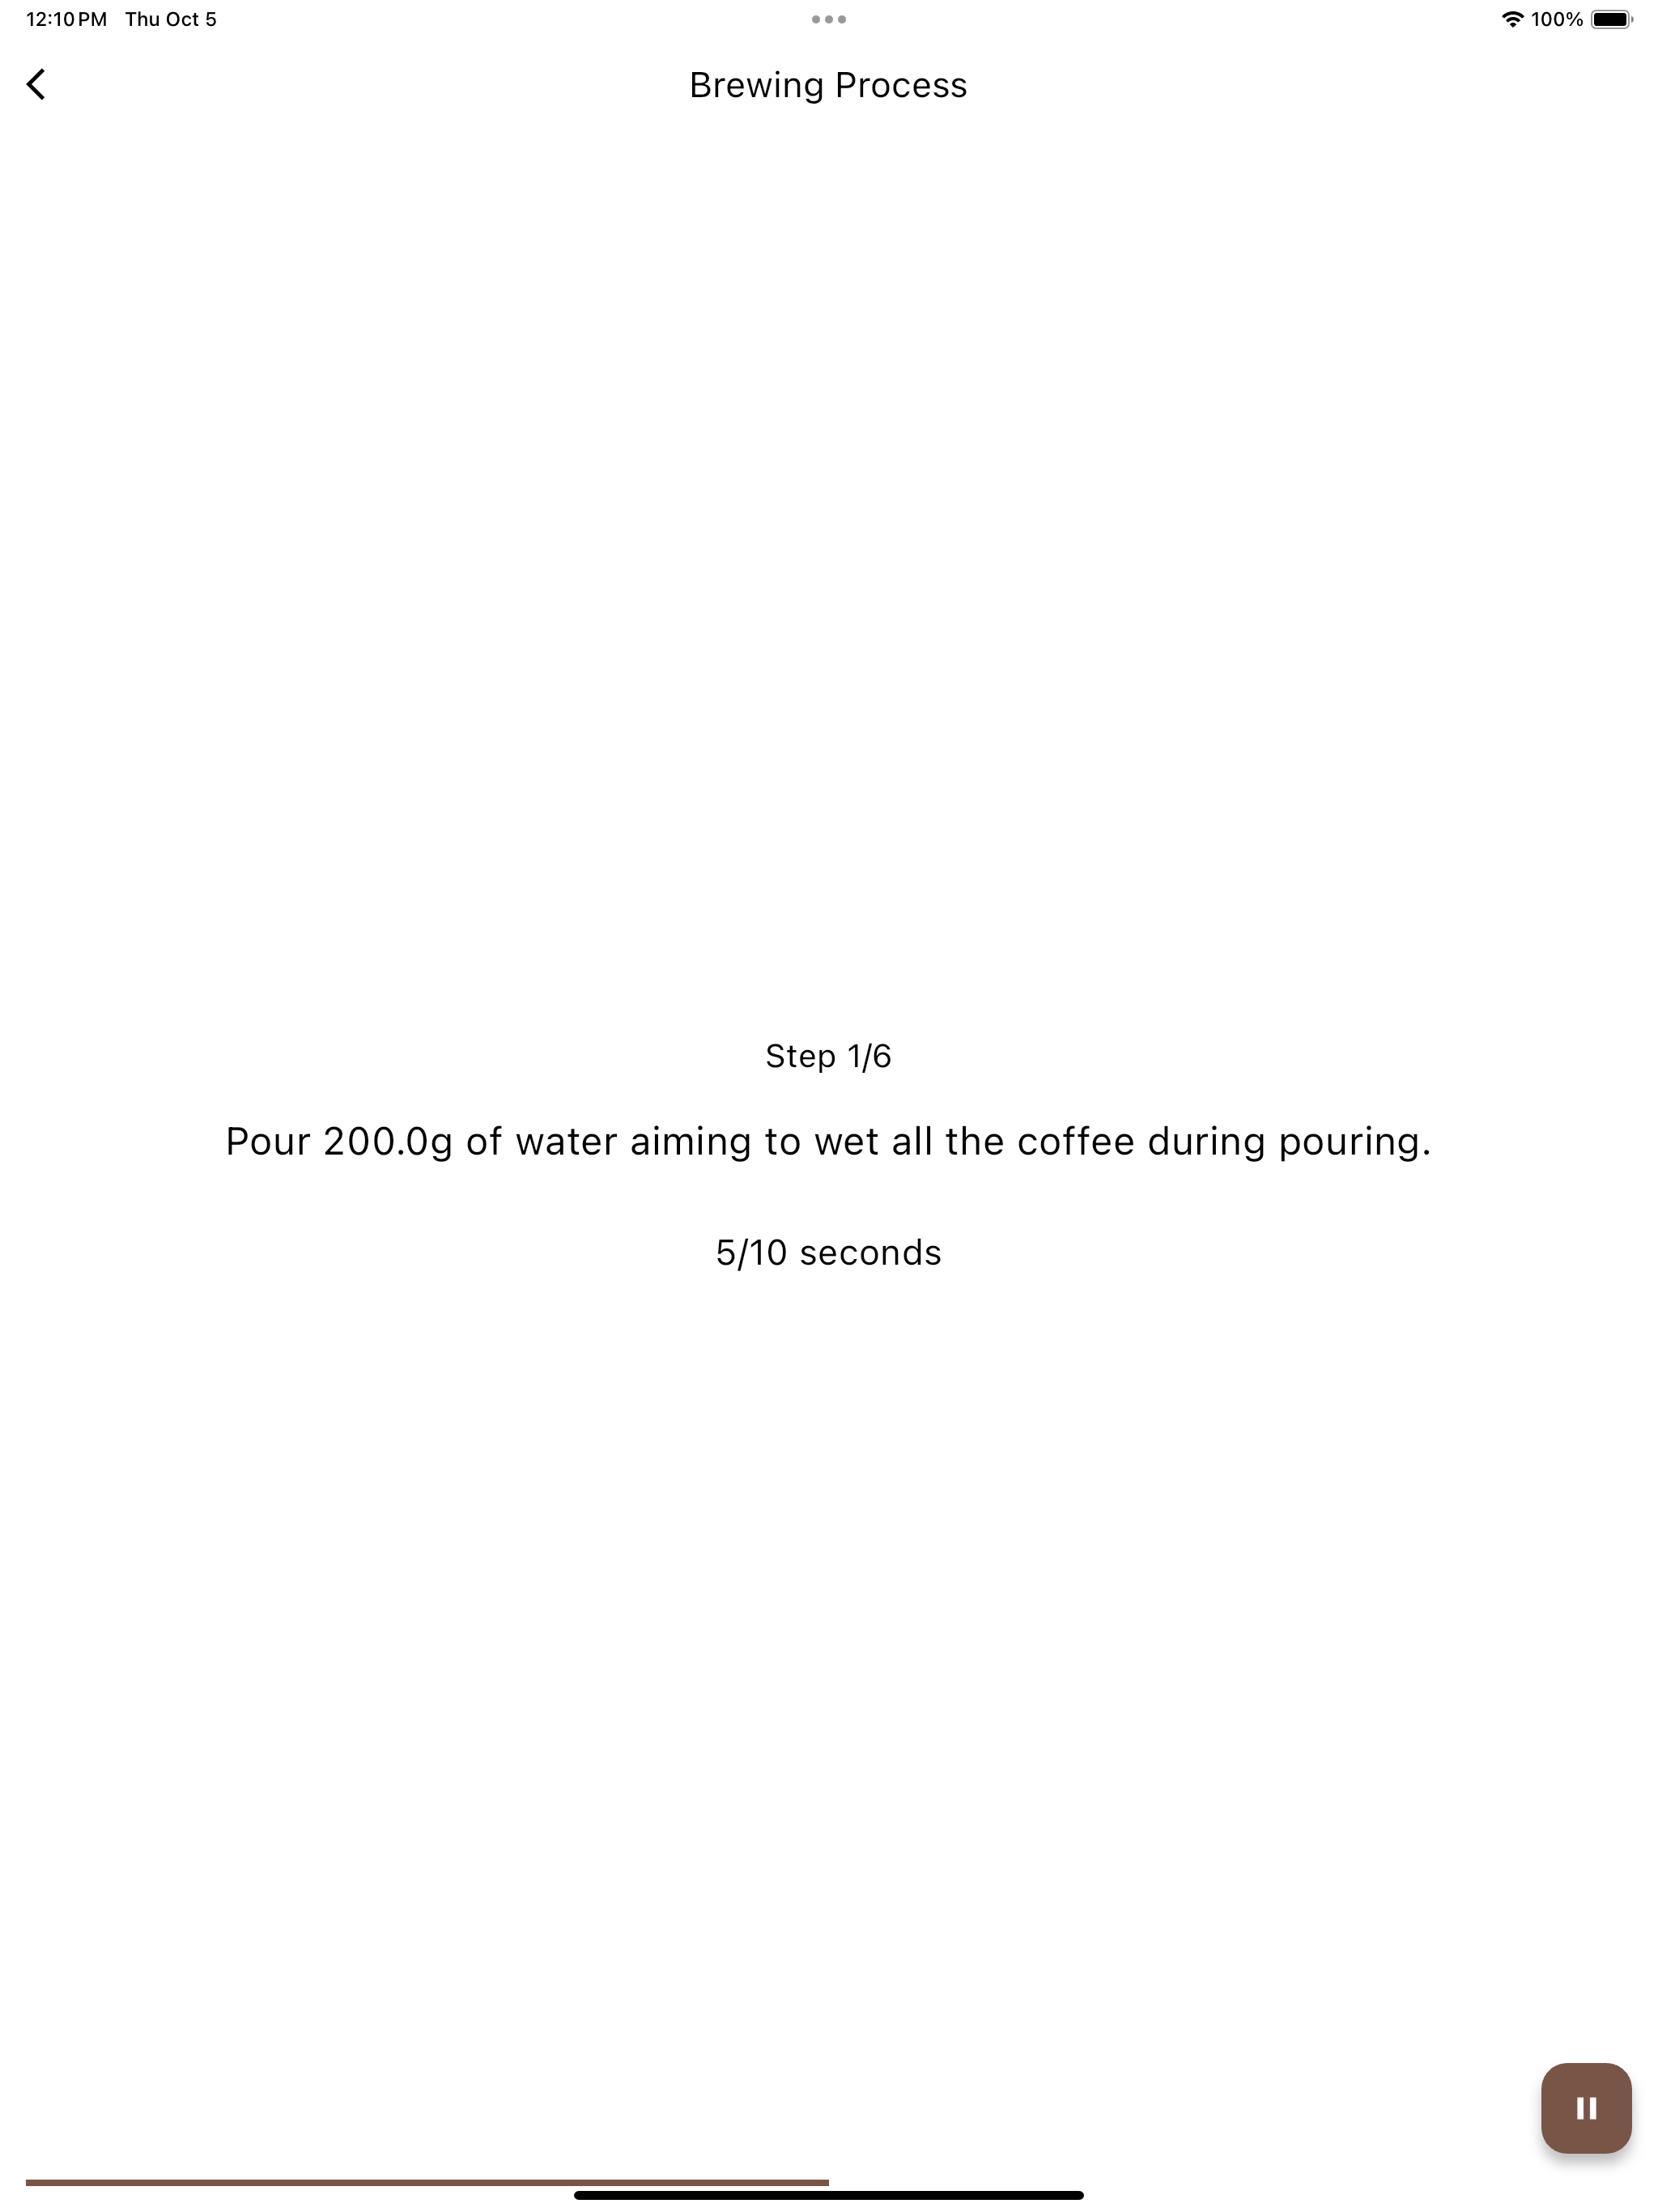 12:10 PM Thu Oct 5 100%
Brewing Process
Step 1/6
Pour 200.0g of water aiming to wet all the coffee during pouring.
5/10 seconds